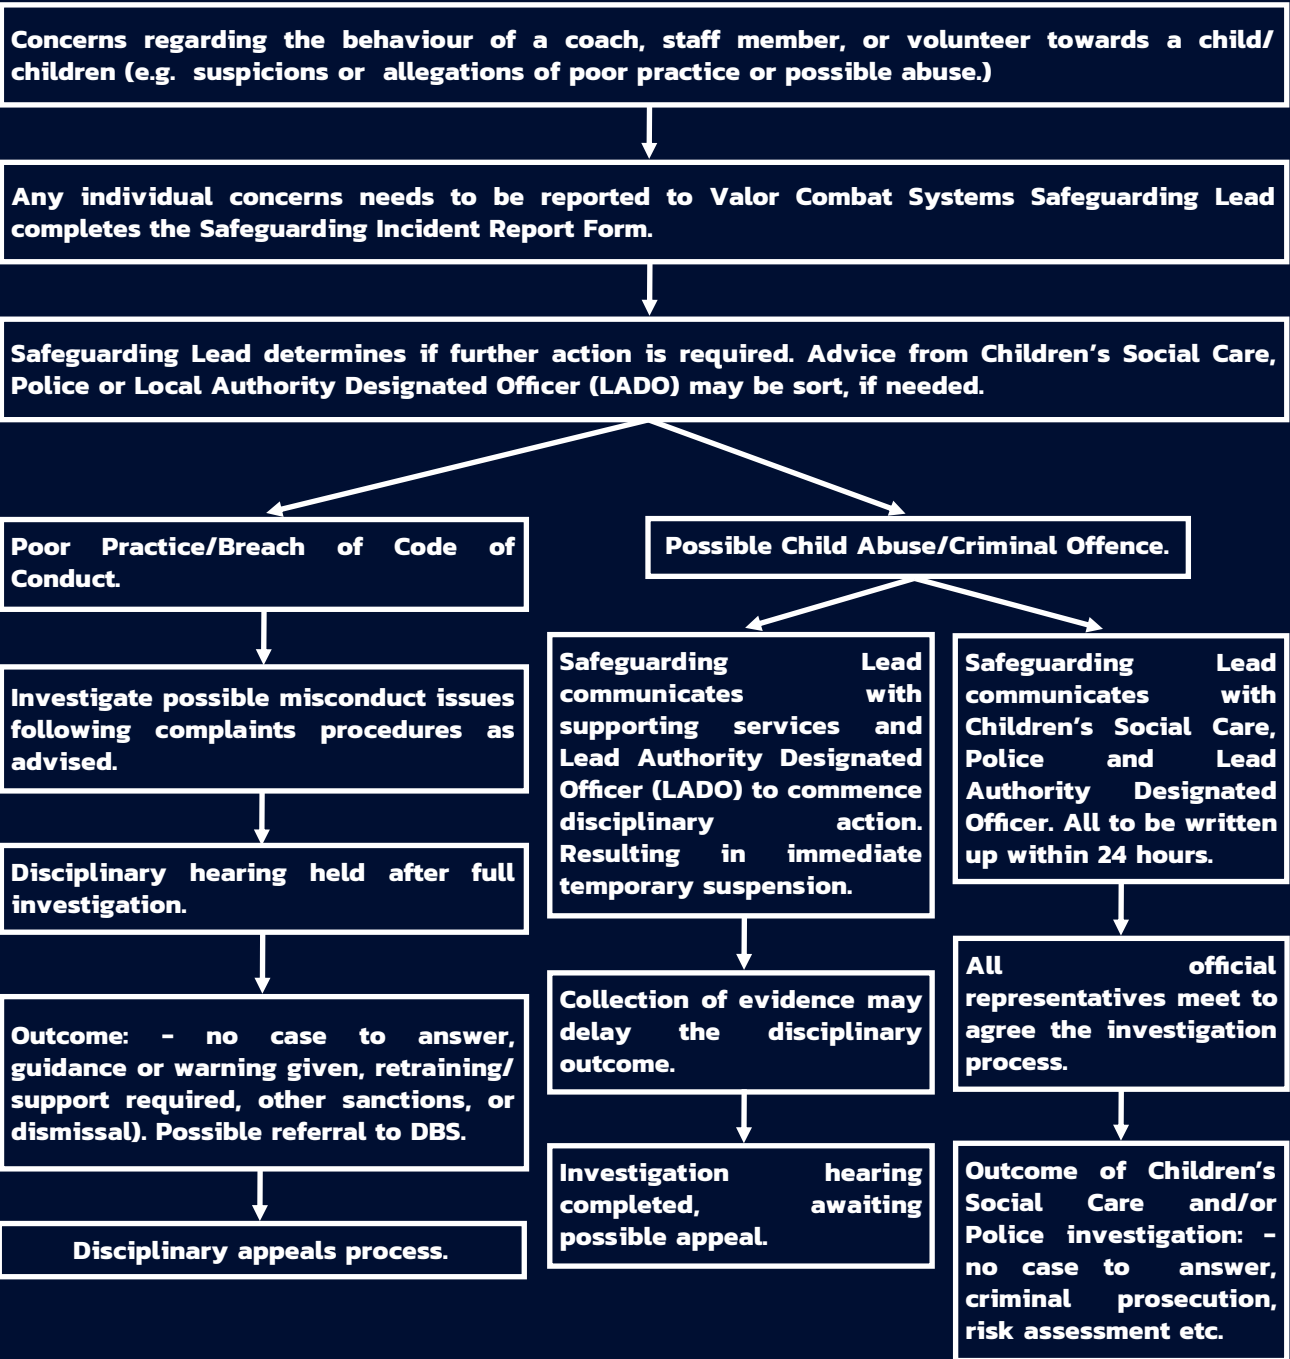 Concerns regarding the behaviour of a coach, staff member, or volunteer towards a child/
children (e.g. suspicions or allegations of poor practice or possible abuse.)
Any individual concerns needs to be reported to Valor Combat Systems Safeguarding Lead
completes the Safeguarding Incident Report Form.
Safeguarding Lead determines if further action is required. Advice from Children's Social Care,
Police or Local Authority Designated Officer (LADO) may be sort, if needed.
Poor Practice/Breach of Code of
Conduct.
Investigate possible misconduct issues
following complaints procedures as
advised.
Disciplinary hearing held after full
investigation.
Outcome: - no case to answer,
guidance or warning given, retraining/
support required, other sanctions, or
dismissal). Possible referral to DBS.
Disciplinary appeals process.
Possible Child Abuse/Criminal Offence.
Safeguarding Lead
communicates with
supporting services and
Lead Authority Designated
Officer (LADO) to commence
disciplinary action.
Resulting in immediate
temporary suspension.
Collection of evidence may
delay the disciplinary
outcome.
Investigation hearing
completed, awaiting
possible appeal.
Safeguarding Lead
communicates with
Children's Social Care,
Police and Lead
Authority Designated
Officer. All to be written
up within 24 hours.
All official
representatives meet to
agree the investigation
process.
Outcome of Children's
Social Care and/or
Police investigation: -
no case to answer,
criminal prosecution,
risk assessment etc.